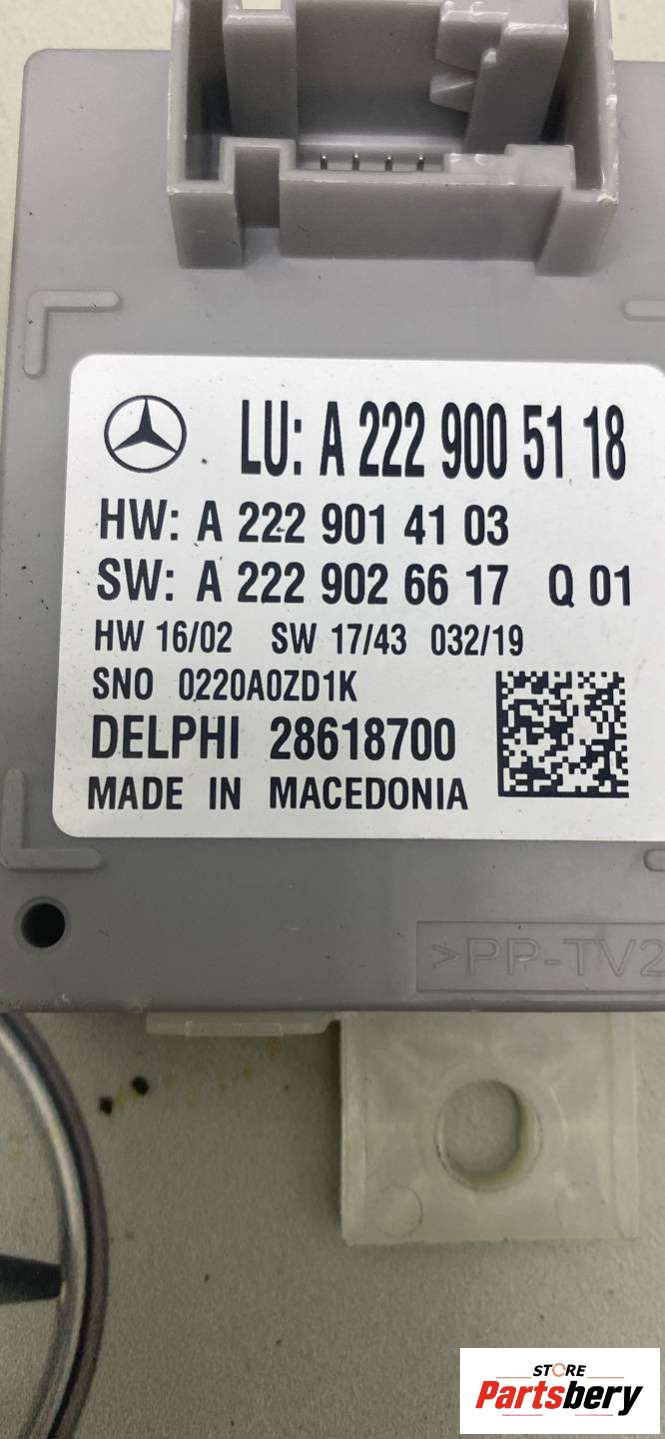 LU: A 222 900 51 18
HW: A 222 901 41 03
SW: A 222 902 66 17 Q 01
HW 16/02 SW 17/43 032/19
SNO 0220A0ZD1K
DELPHI 28618700
MADE IN MACEDONIA
>PP-TV2
STORE
Partsbery